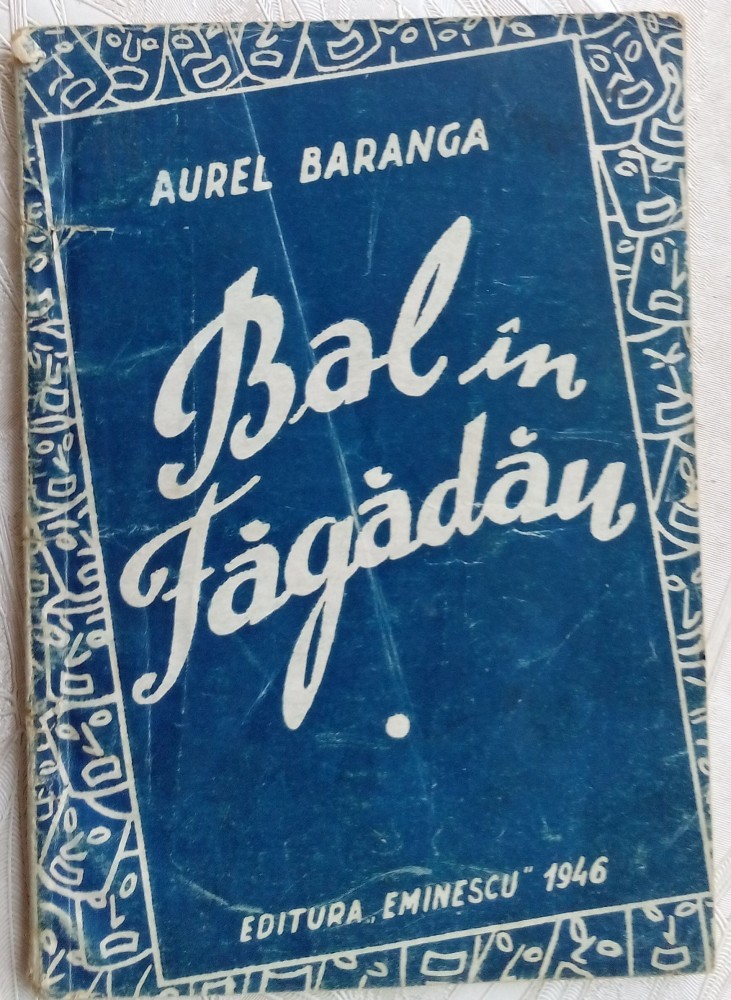 AUREL BARANGA
Bal în
Făgădău
EDITURA „EMINESCU" 1946